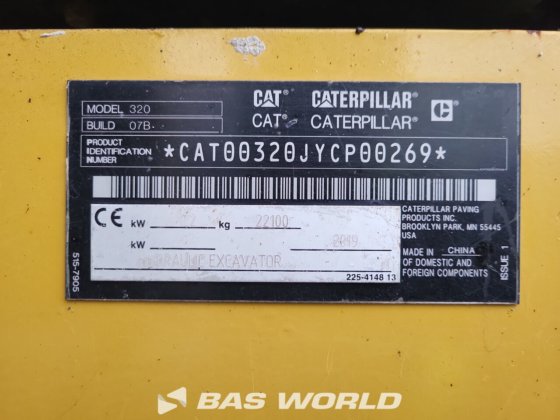 CAT® CATERPILLAR® C®
CAT® CATERPILLAR®
MODEL 320
BUILD 07B
PRODUCT IDENTIFICATION NUMBER *CAT00320JYCP00269*
CE kW kg 22100
kW
EXCAVATOR
225-4148 13
CATERPILLAR PAVING
PRODUCTS INC.
BROOKLYN PARK, MN 55445
USA
MADE IN CHINA
OF DOMESTIC AND
FOREIGN COMPONENTS
ISSUE 1
515-7905
BAS WORLD